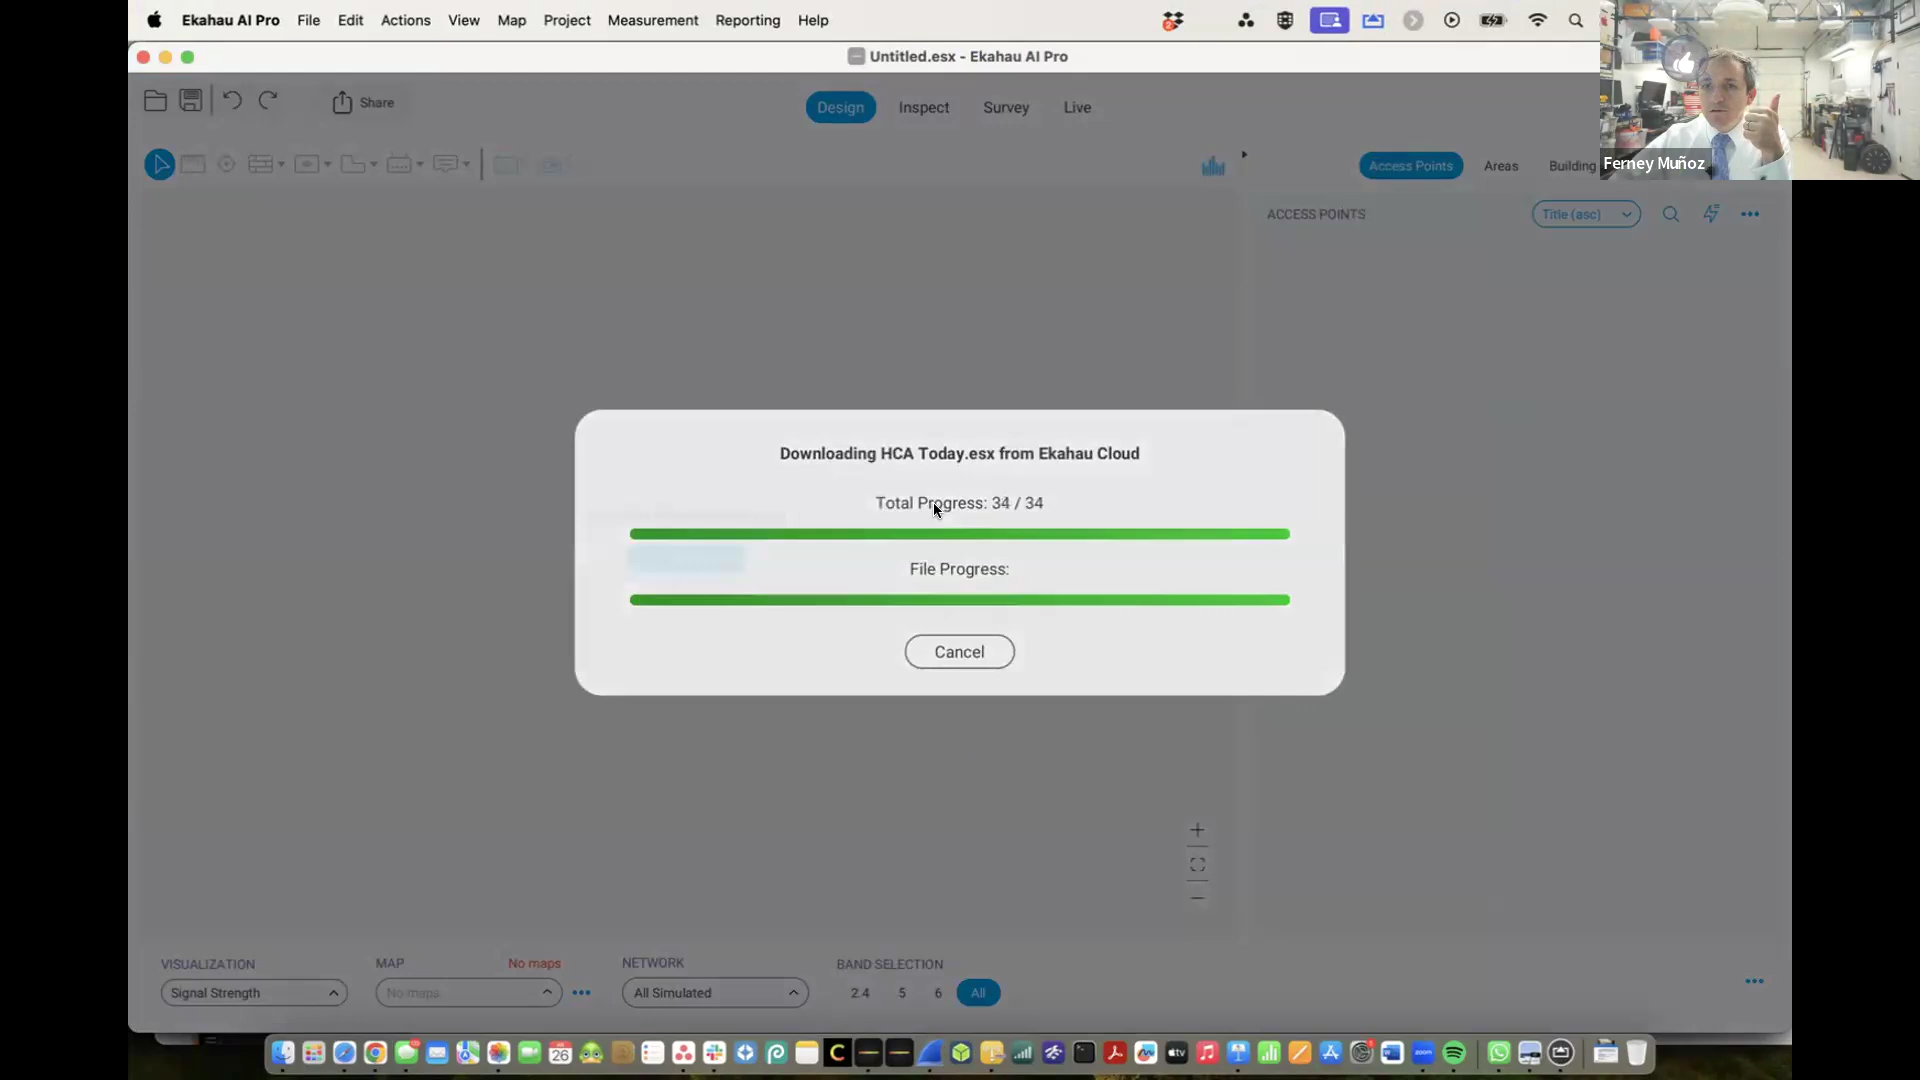 Ekahau AI Pro File Edit Actions View Map Project Measurement Reporting Help
Untitled.esx - Ekahau AI Pro
Share
Design Inspect Survey Live
Access Points Areas Building
Ferney Muñoz
ACCESS POINTS Title (asc)
Downloading HCA Today.esx from Ekahau Cloud
Total Progress: 34 / 34
File Progress:
Cancel
VISUALIZATION MAP No maps NETWORK BAND SELECTION
Signal Strength No maps All Simulated 2.4 5 6 All
26
zoom
tv